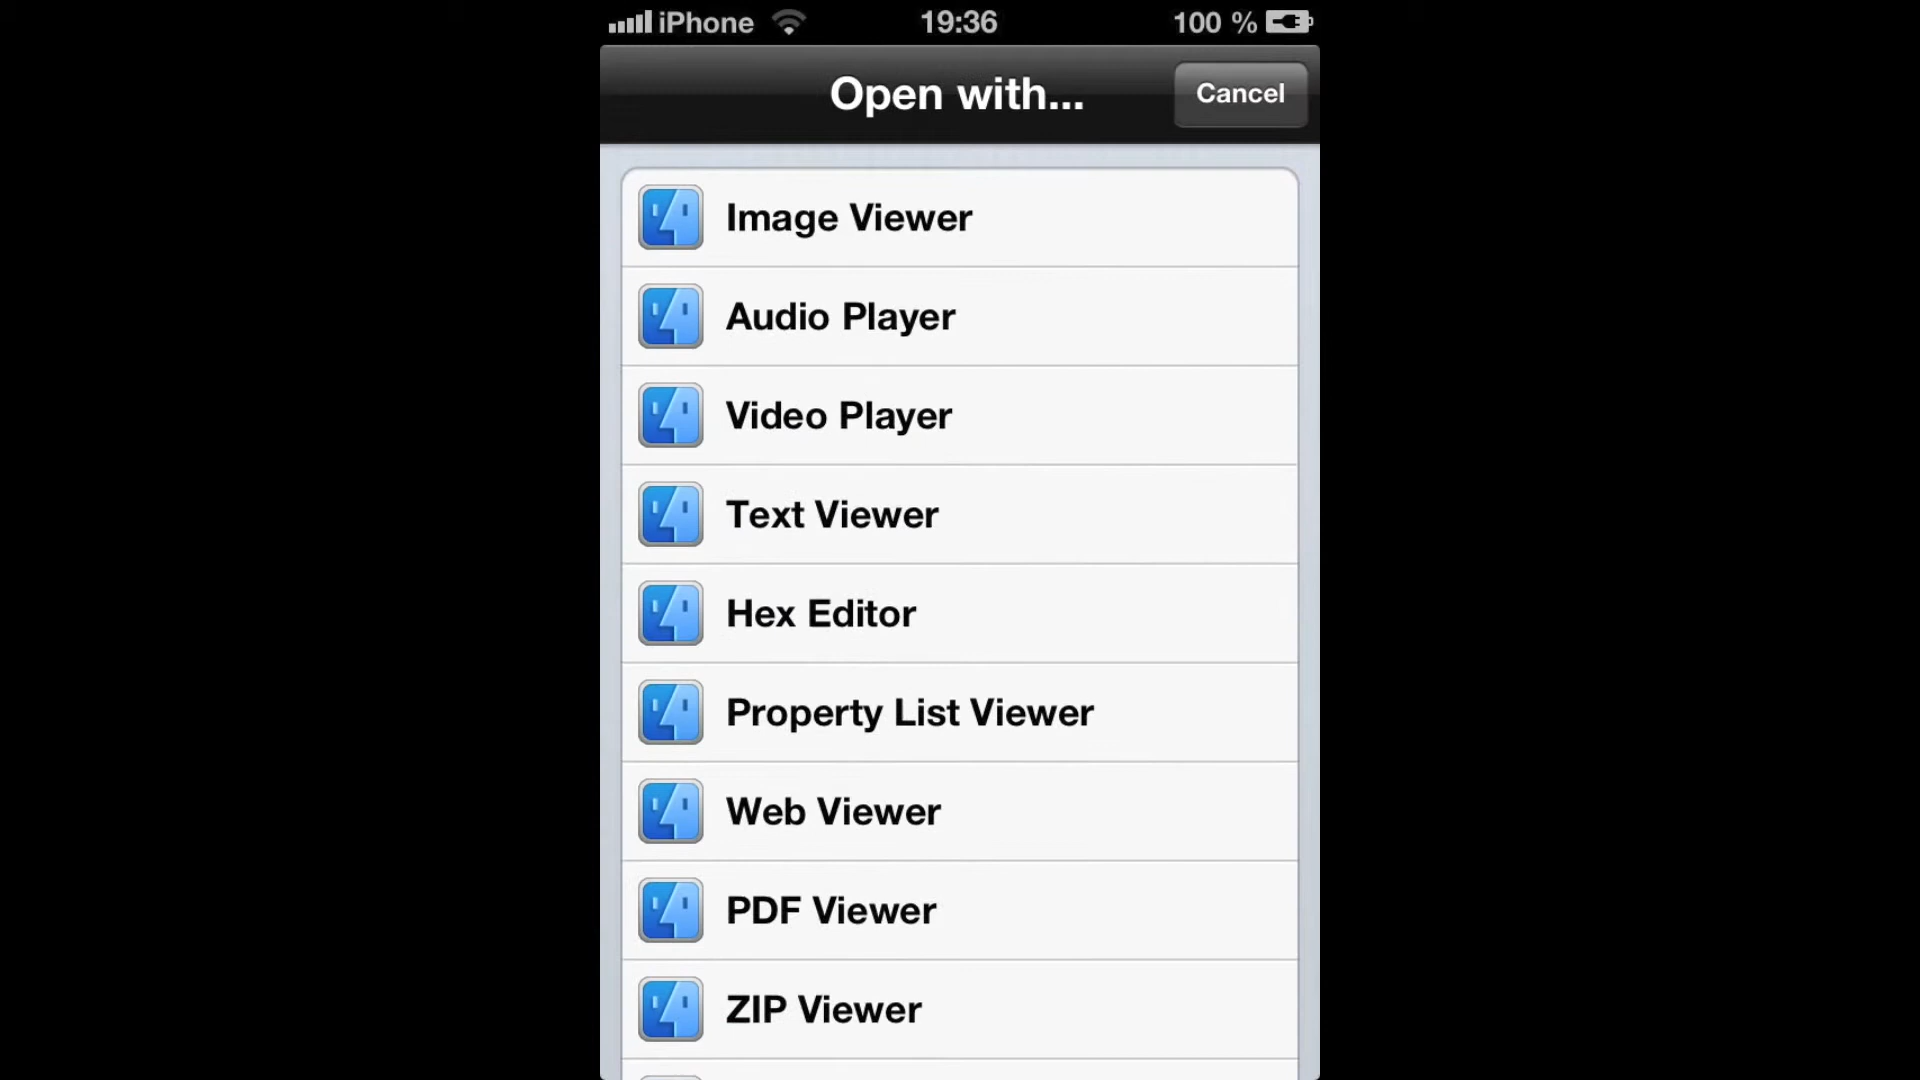 iPhone 19:36 100 %
Open with... Cancel
Image Viewer
Audio Player
Video Player
Text Viewer
Hex Editor
Property List Viewer
Web Viewer
PDF Viewer
ZIP Viewer